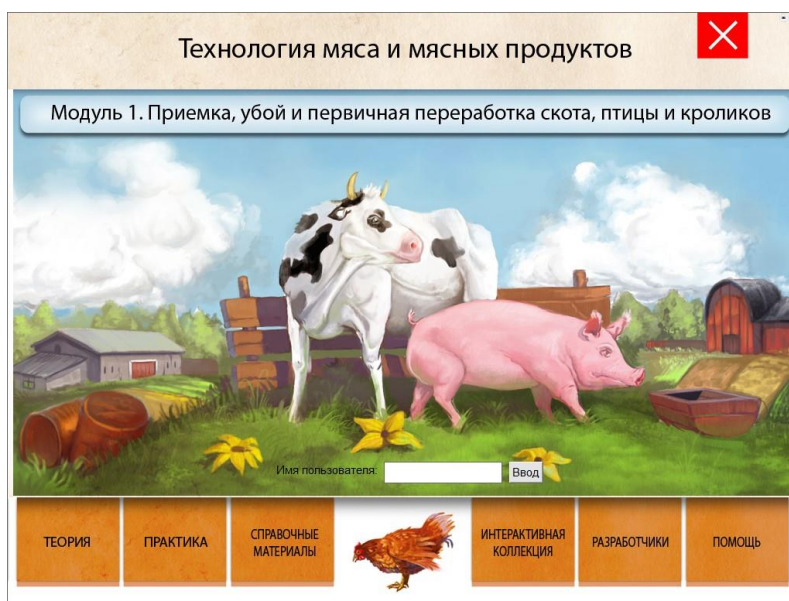 Технология мяса и мясных продуктов
Модуль 1. Приемка, убой и первичная переработка скота, птицы и кроликов
Имя пользователя:
Ввод
ТЕОРИЯ
ПРАКТИКА
СПРАВОЧНЫЕ
МАТЕРИАЛЫ
ИНТЕРАКТИВНАЯ
КОЛЛЕКЦИЯ
РАЗРАБОТЧИКИ
ПОМОЩЬ